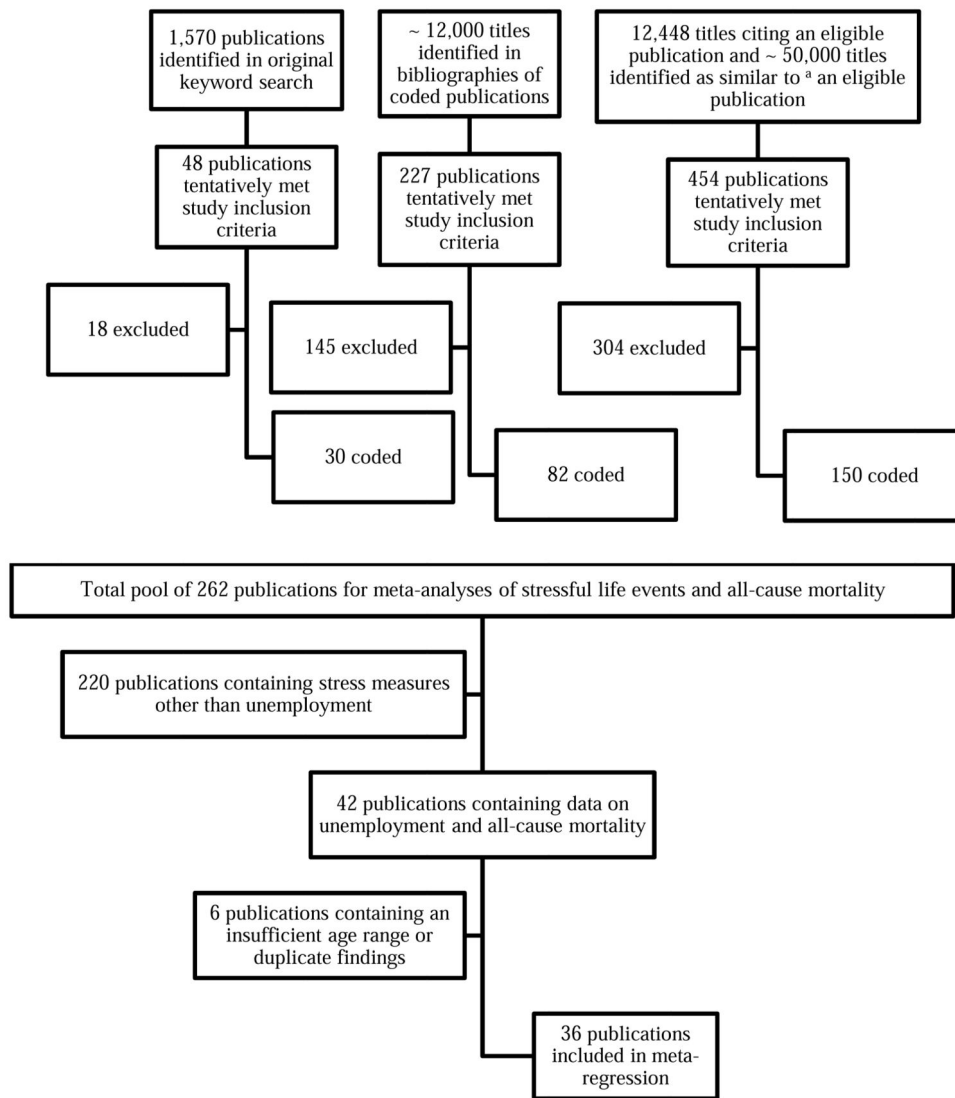 1,570 publications
identified in original
keyword search
~ 12,000 titles
identified in
bibliographies of
coded publications
12,448 titles citing an eligible
publication and ~ 50,000 titles
identified as similar to ᵃ an eligible
publication
48 publications
tentatively met
study inclusion
criteria
227 publications
tentatively met
study inclusion
criteria
454 publications
tentatively met
study inclusion
criteria
18 excluded
145 excluded
304 excluded
30 coded
82 coded
150 coded
Total pool of 262 publications for meta-analyses of stressful life events and all-cause mortality
220 publications containing stress measures
other than unemployment
42 publications containing data on
unemployment and all-cause mortality
6 publications containing an
insufficient age range or
duplicate findings
36 publications
included in meta-
regression